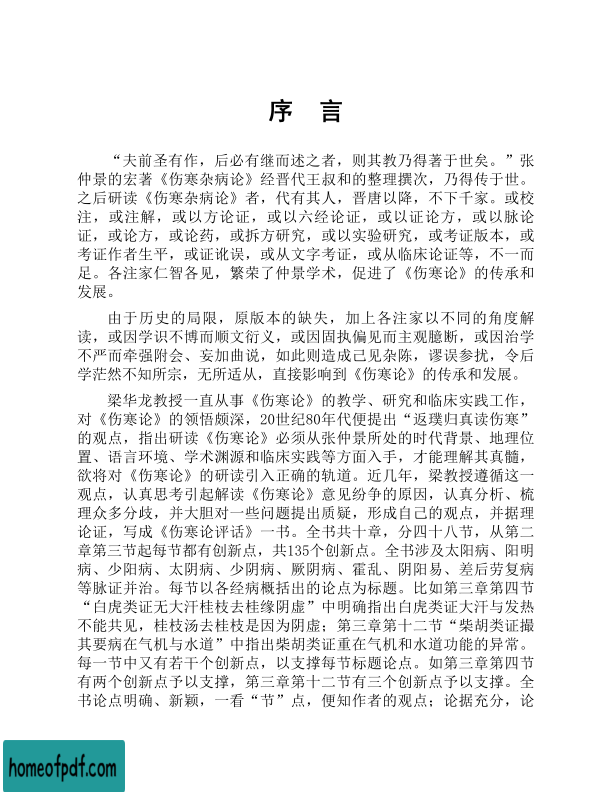 序 言
“夫前圣有作，后必有继而述之者，则其教乃得著于世矣。”张
仲景的宏著《伤寒杂病论》经晋代王叔和的整理撰次，乃得传于世。
之后研读《伤寒杂病论》者，代有其人，晋唐以降，不下千家。或校
注，或注解，或以方论证，或以六经论证，或以证论方，或以脉论
证，或论方，或论药，或拆方研究，或以实验研究，或考证版本，或
考证作者生平，或证讹误，或从文字考证，或从临床论证等，不一而
足。各注家仁智各见，繁荣了仲景学术，促进了《伤寒论》的传承和
发展。
由于历史的局限，原版本的缺失，加上各注家以不同的角度解
读，或因学识不博而顺文衍义，或因固执偏见而主观臆断，或因治学
不严而牵强附会、妄加曲说，如此则造成己见杂陈，谬误参扰，令后
学茫然不知所宗，无所适从，直接影响到《伤寒论》的传承和发展。
梁华龙教授一直从事《伤寒论》的教学、研究和临床实践工作，
对《伤寒论》的领悟颇深，20世纪80年代便提出“返璞归真读伤寒”
的观点，指出研读《伤寒论》必须从张仲景所处的时代背景、地理位
置、语言环境、学术渊源和临床实践等方面入手，才能理解其真髓，
欲将对《伤寒论》的研读引入正确的轨道。近几年，梁教授遵循这一
观点，认真思考引起解读《伤寒论》意见纷争的原因，认真分析、梳
理众多分歧，并大胆对一些问题提出质疑，形成自己的观点，并据理
论证，写成《伤寒论评话》一书。全书共十章，分四十八节，从第二
章第三节起每节都有创新点，共135个创新点。全书涉及太阳病、阳明
病、少阳病、太阴病、少阴病、厥阴病、霍乱、阴阳易、差后劳复病
等脉证并治。每节以各经病概括出的论点为标题。比如第三章第四节
“白虎类证无大汗桂枝去桂缘阴虚”中明确指出白虎类证大汗与发热
不能共见，桂枝汤去桂枝是因为阴虚；第三章第十二节“柴胡类证撮
其要病在气机与水道”中指出柴胡类证重在气机和水道功能的异常。
每一节中又有若干个创新点，以支撑每节标题论点。如第三章第四节
有两个创新点予以支撑，第三章第十二节有三个创新点予以支撑。全
书论点明确、新颖，一看“节”点，便知作者的观点；论据充分，论
homeofpdf.com